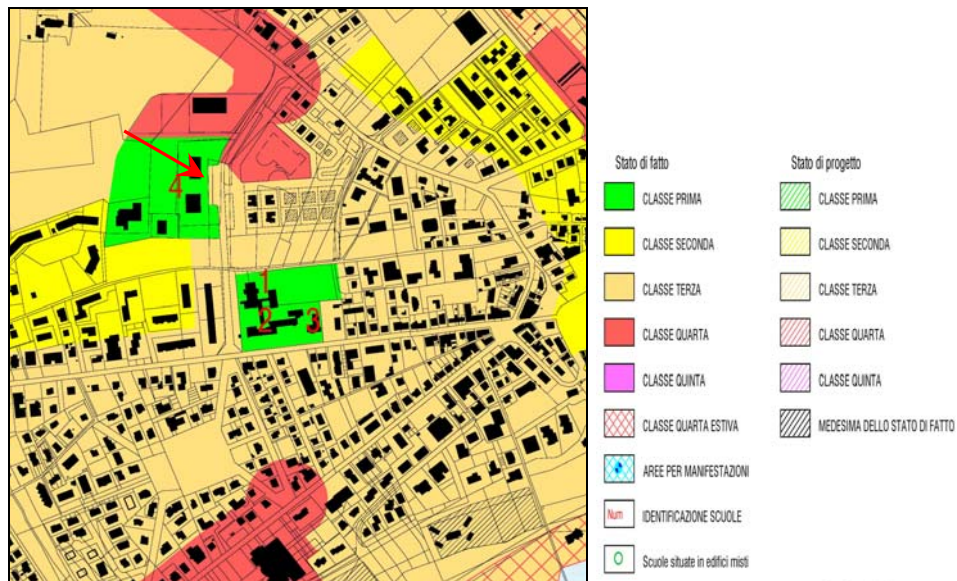 4
1
2 3
Stato di fatto
CLASSE PRIMA
CLASSE SECONDA
CLASSE TERZA
CLASSE QUARTA
CLASSE QUINTA
CLASSE QUARTA ESTIVA
AREE PER MANIFESTAZIONI
Num IDENTIFICAZIONE SCUOLE
Scuole situate in edifici misti
Stato di progetto
CLASSE PRIMA
CLASSE SECONDA
CLASSE TERZA
CLASSE QUARTA
CLASSE QUINTA
MEDESIMA DELLO STATO DI FATTO